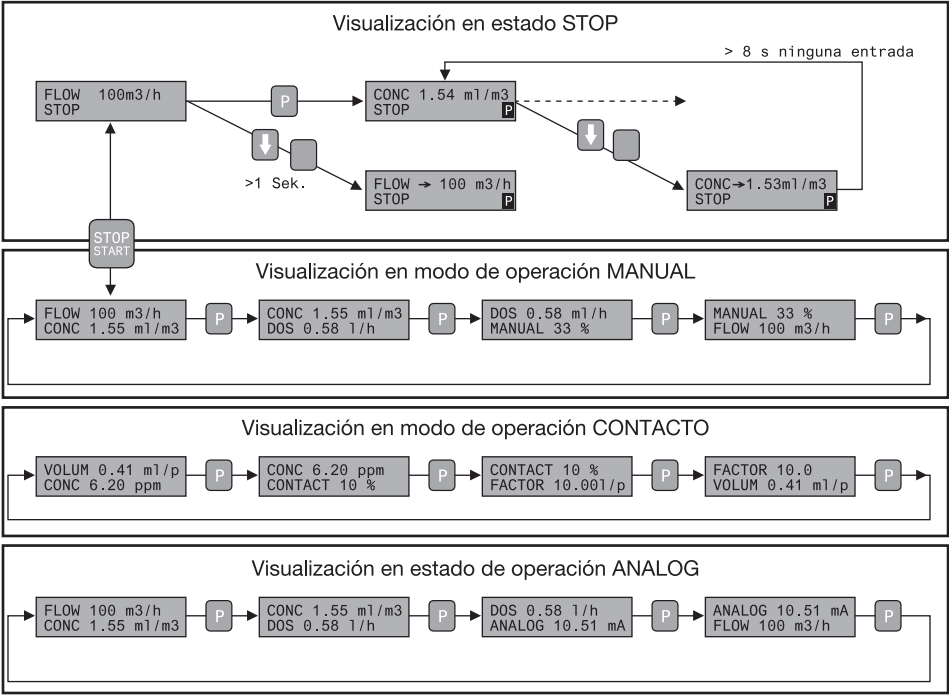 Visualización en estado STOP
> 8 s ninguna entrada
FLOW 100m3/h
STOP
P
CONC 1.54 ml/m3
STOP
P
>1 Sek.
FLOW → 100 m3/h
STOP
P
CONC→1.53ml/m3
STOP
P
STOP
START
Visualización en modo de operación MANUAL
FLOW 100 m3/h
CONC 1.55 ml/m3
P
CONC 1.55 ml/m3
DOS 0.58 l/h
P
DOS 0.58 ml/h
MANUAL 33 %
P
MANUAL 33 %
FLOW 100 m3/h
P
Visualización en modo de operación CONTACTO
VOLUM 0.41 ml/p
CONC 6.20 ppm
P
CONC 6.20 ppm
CONTACT 10 %
P
CONTACT 10 %
FACTOR 10.00l/p
P
FACTOR 10.0
VOLUM 0.41 ml/p
P
Visualización en estado de operación ANALOG
FLOW 100 m3/h
CONC 1.55 ml/m3
P
CONC 1.55 ml/m3
DOS 0.58 l/h
P
DOS 0.58 l/h
ANALOG 10.51 mA
P
ANALOG 10.51 mA
FLOW 100 m3/h
P